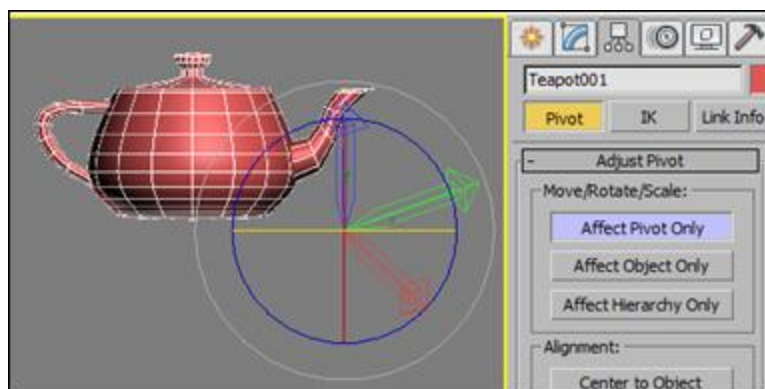 Teapot001
Pivot IK Link Info
- Adjust Pivot
Move/Rotate/Scale:
Affect Pivot Only
Affect Object Only
Affect Hierarchy Only
Alignment:
Center to Object